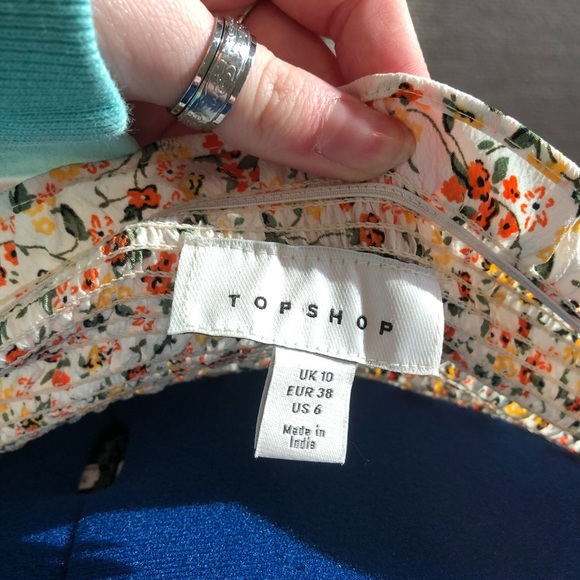 TOPSHOP
UK 10
EUR 38
US 6
Made in
India